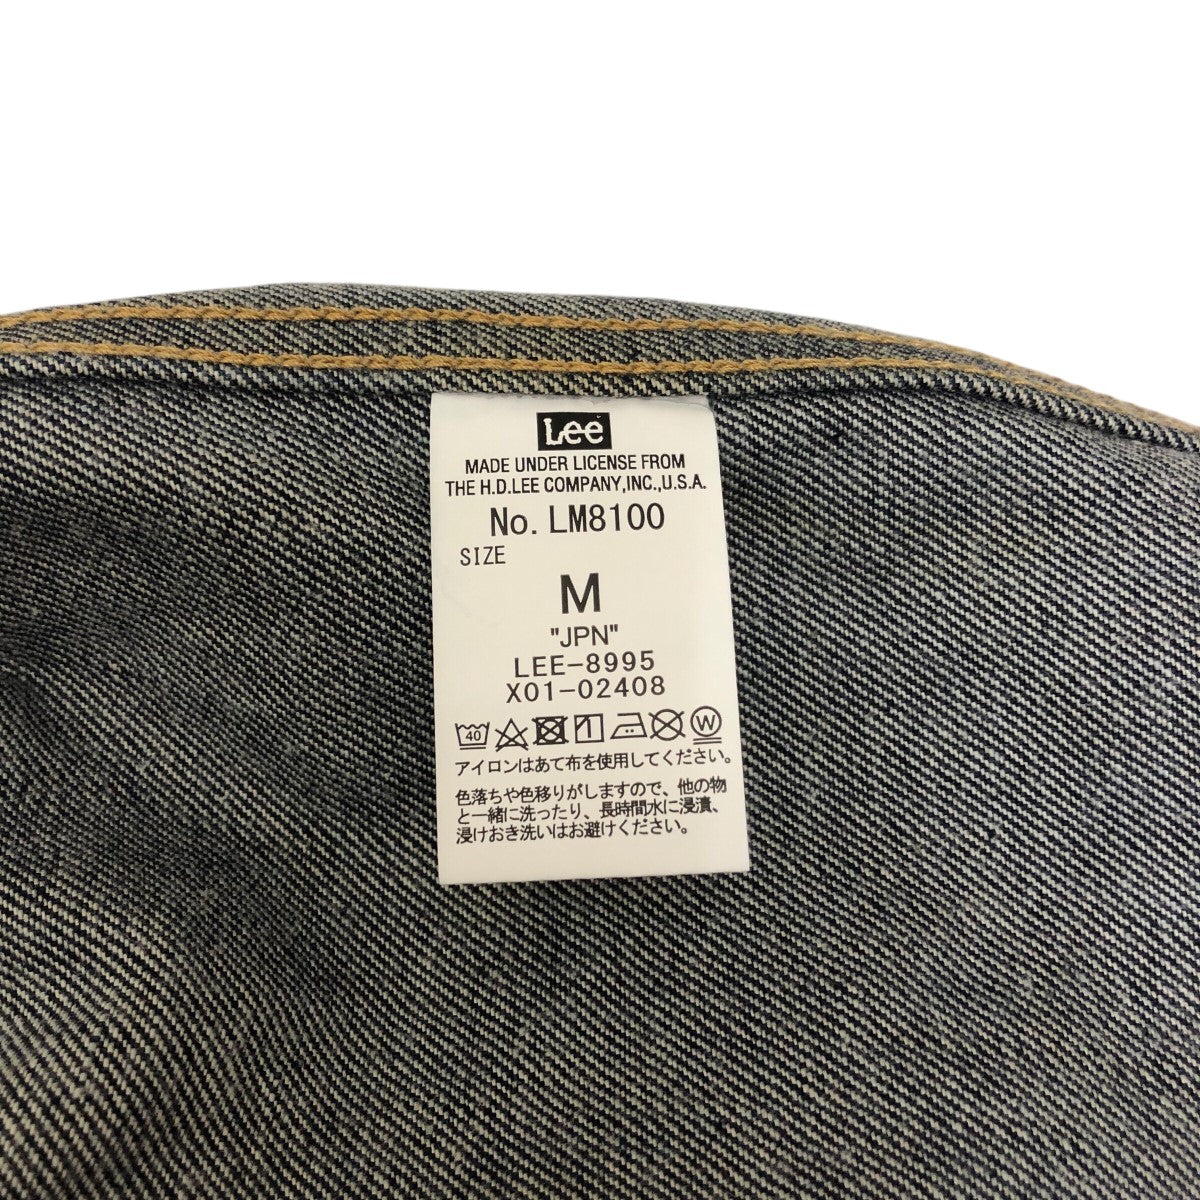 Lee
MADE UNDER LICENSE FROM
THE H.D.LEE COMPANY,INC.,U.S.A.
No. LM8100
SIZE
M
"JPN"
LEE-8995
X01-02408
40 1 W
アイロンはあて布を使用してください。
色落ちや色移りがしますので、他の物
と一緒に洗ったり、長時間水に浸漬、
浸けおき洗いはお避けください。